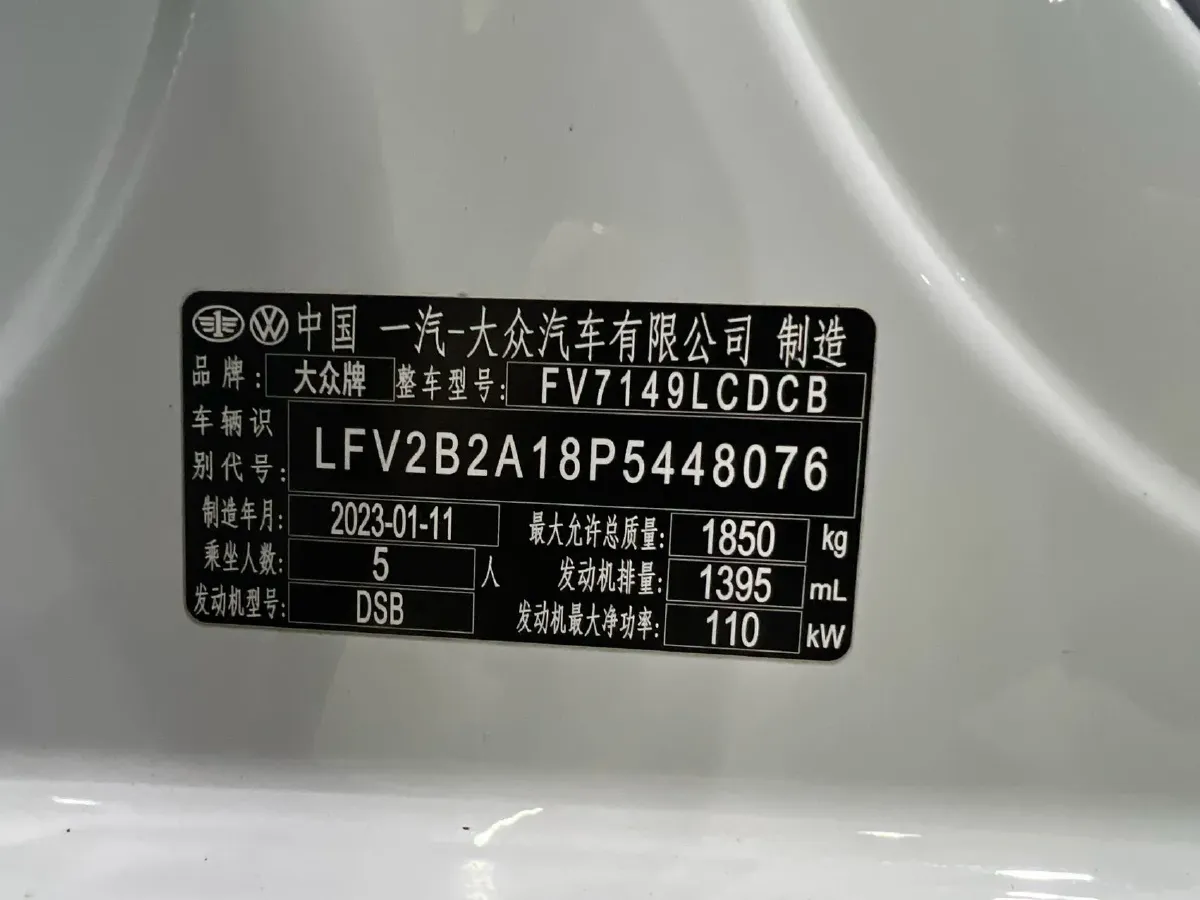 中国 一汽-大众汽车有限公司 制造
品牌: 大众牌 整车型号: FV7149LCDCB
车辆识别代号: LFV2B2A18P5448076
制造年月: 2023-01-11 最大允许总质量: 1850 kg
乘坐人数: 5 人 发动机排量: 1395 mL
发动机型号: DSB 发动机最大净功率: 110 kW